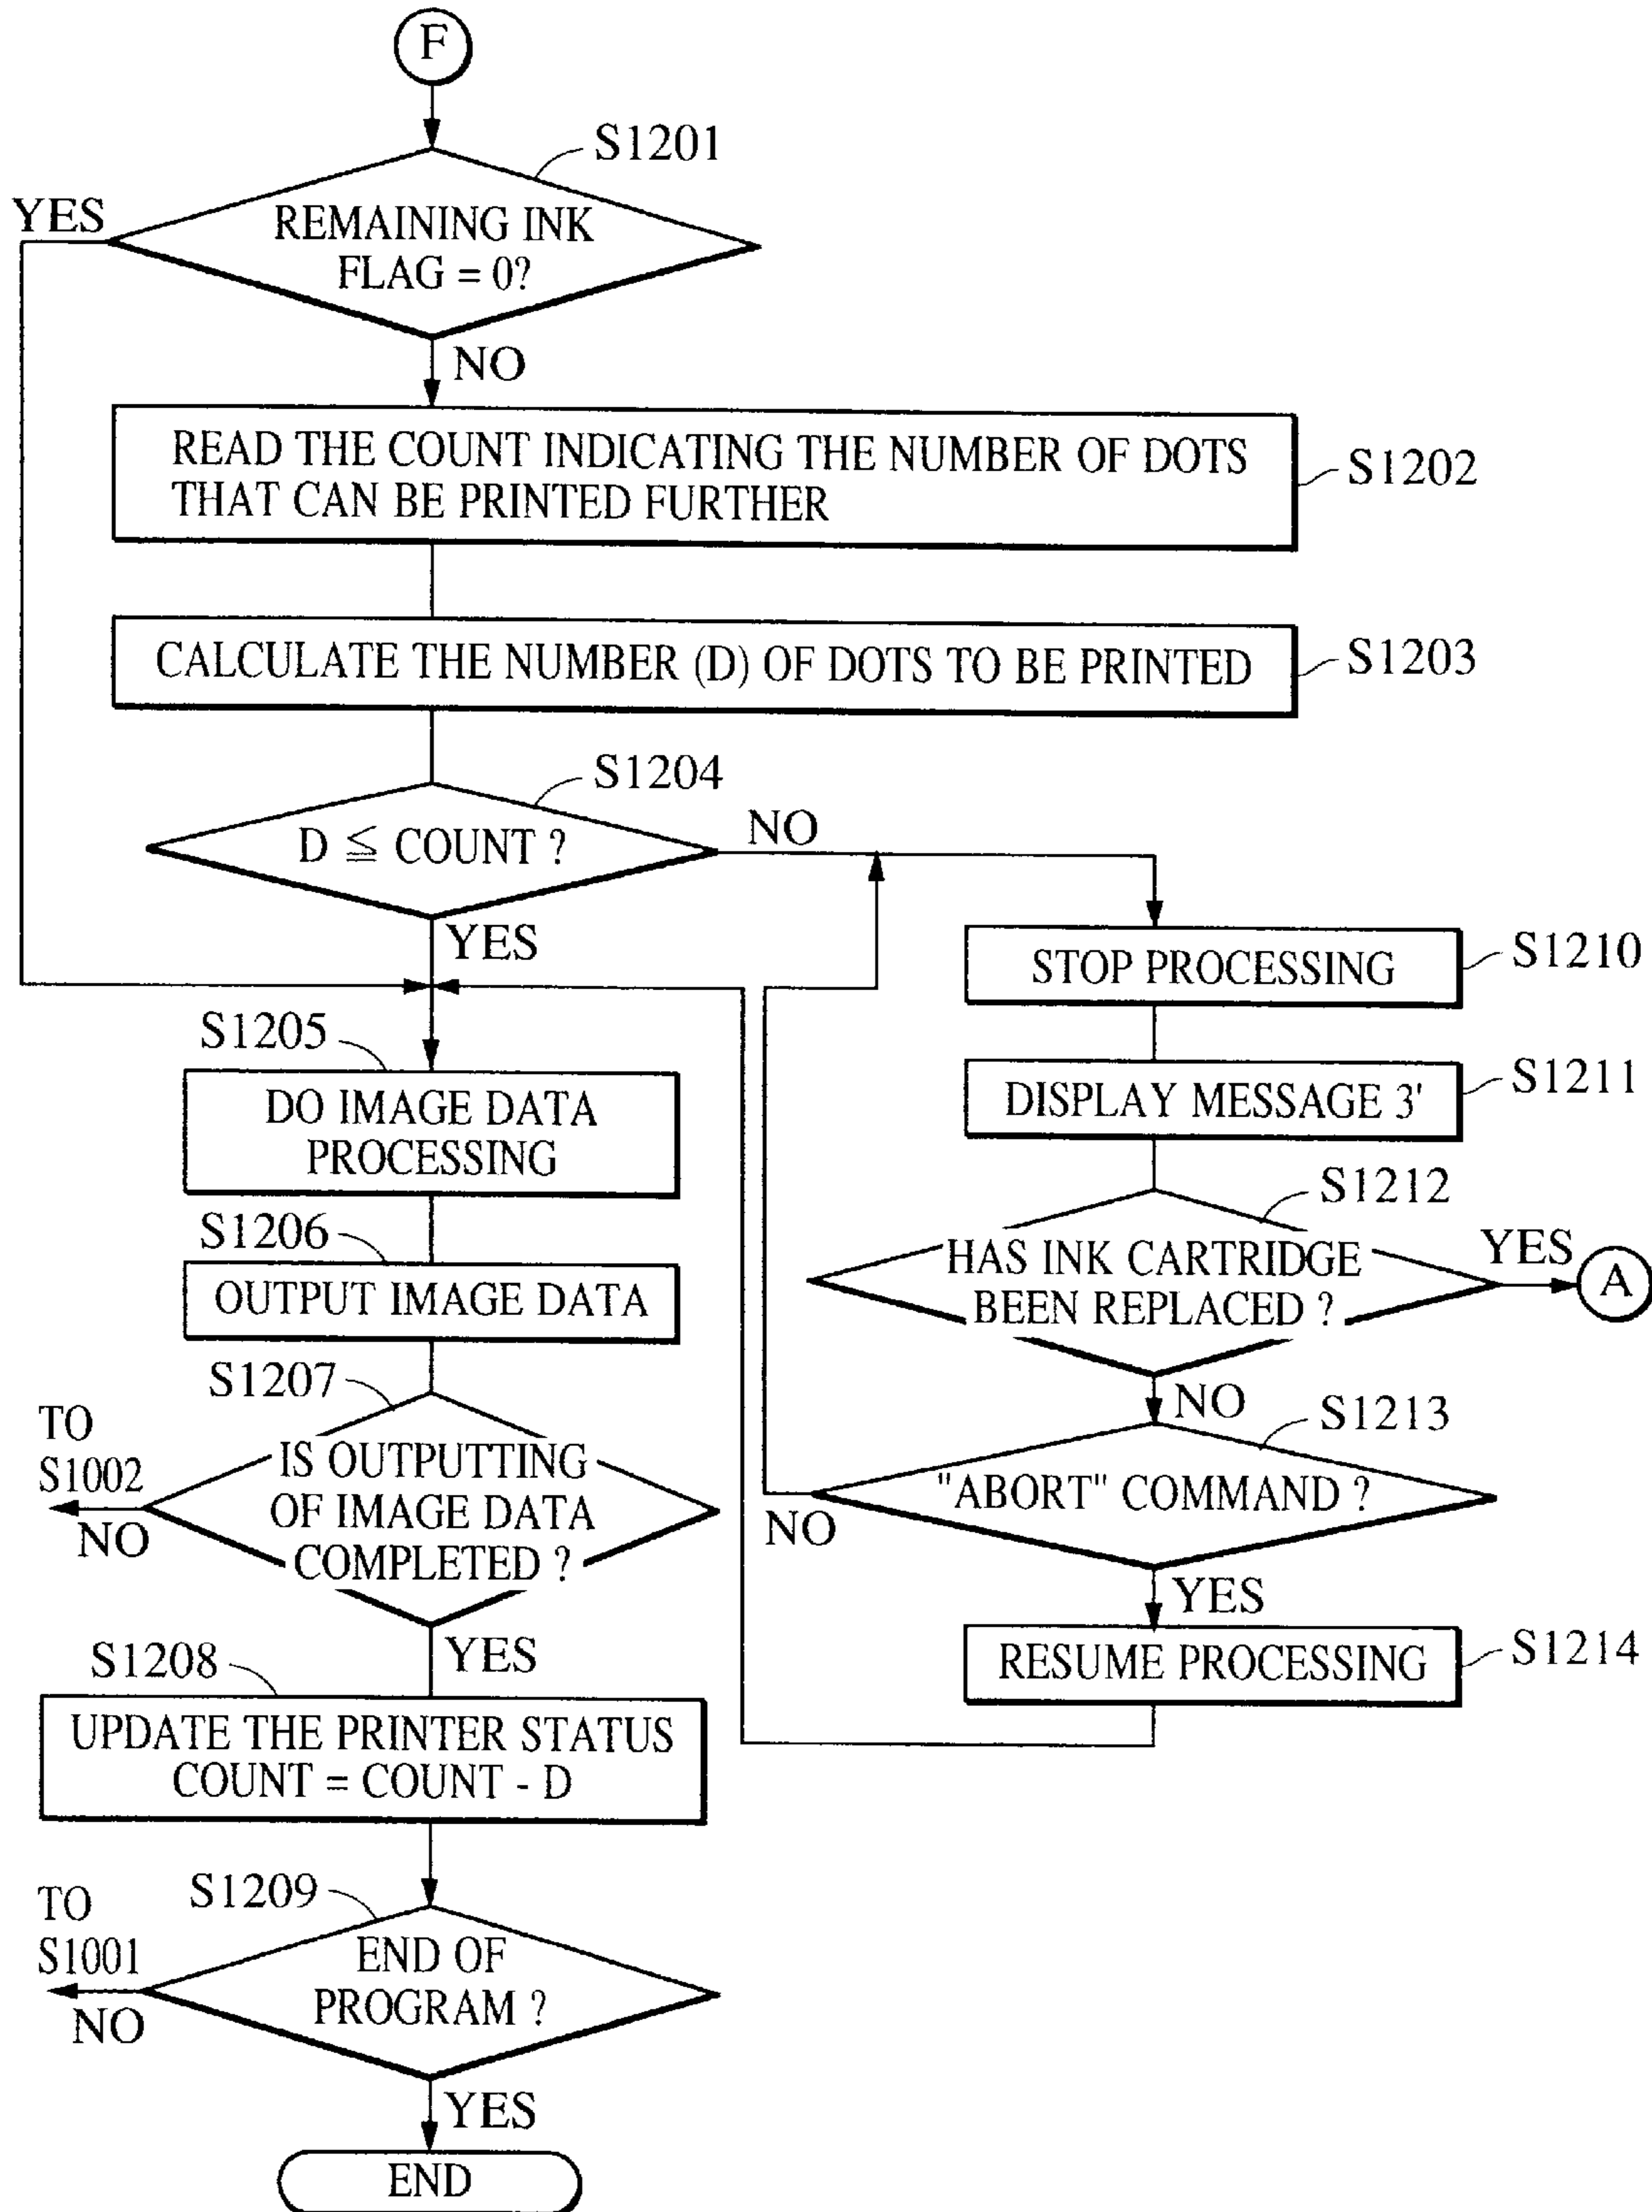 F
S1201
YES
REMAINING INK
FLAG = 0?
NO
READ THE COUNT INDICATING THE NUMBER OF DOTS
THAT CAN BE PRINTED FURTHER
S1202
CALCULATE THE NUMBER (D) OF DOTS TO BE PRINTED
S1203
S1204
D ≦ COUNT ?
NO
YES
S1205
DO IMAGE DATA
PROCESSING
S1206
OUTPUT IMAGE DATA
S1207
IS OUTPUTTING
OF IMAGE DATA
COMPLETED ?
TO
S1002
NO
YES
S1208
UPDATE THE PRINTER STATUS
COUNT = COUNT - D
S1209
END OF
PROGRAM ?
TO
S1001
NO
YES
END
STOP PROCESSING
S1210
DISPLAY MESSAGE 3'
S1211
S1212
HAS INK CARTRIDGE
BEEN REPLACED ?
YES
A
NO
S1213
"ABORT" COMMAND ?
NO
YES
RESUME PROCESSING
S1214